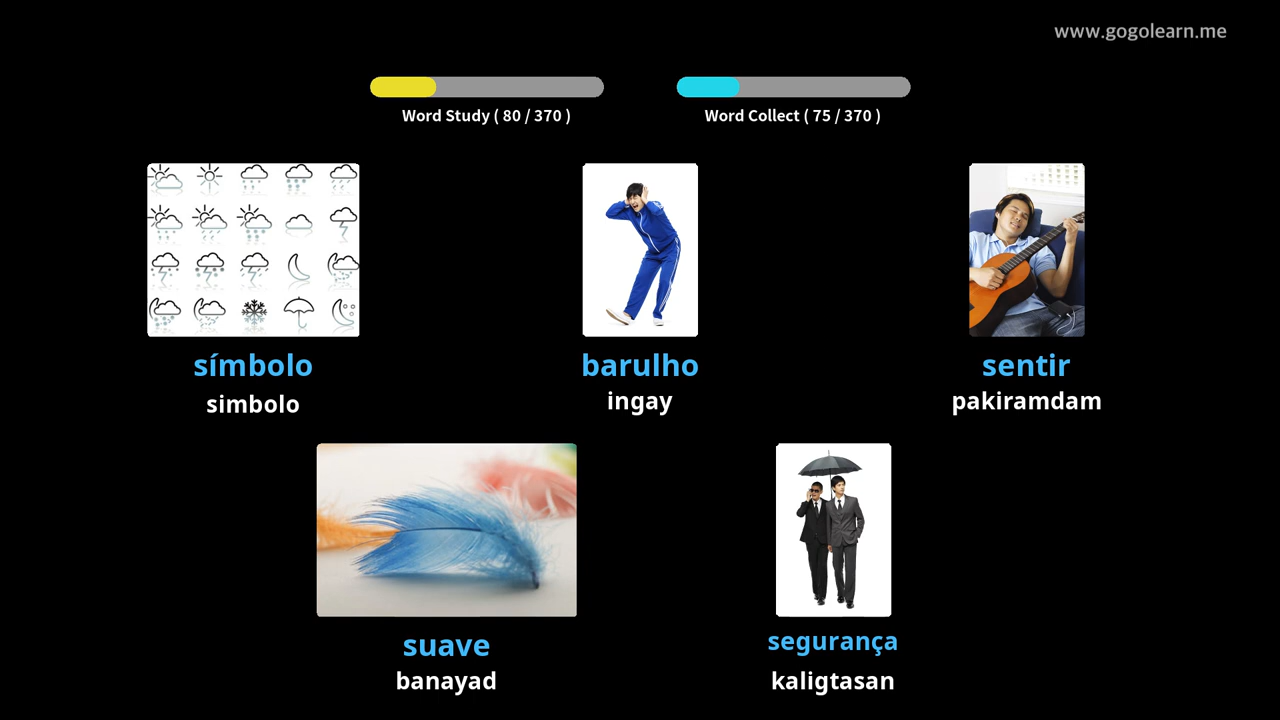 www.gogolearn.me
Word Study ( 80 / 370 )
Word Collect ( 75 / 370 )
símbolo
simbolo
barulho
ingay
sentir
pakiramdam
suave
banayad
segurança
kaligtasan